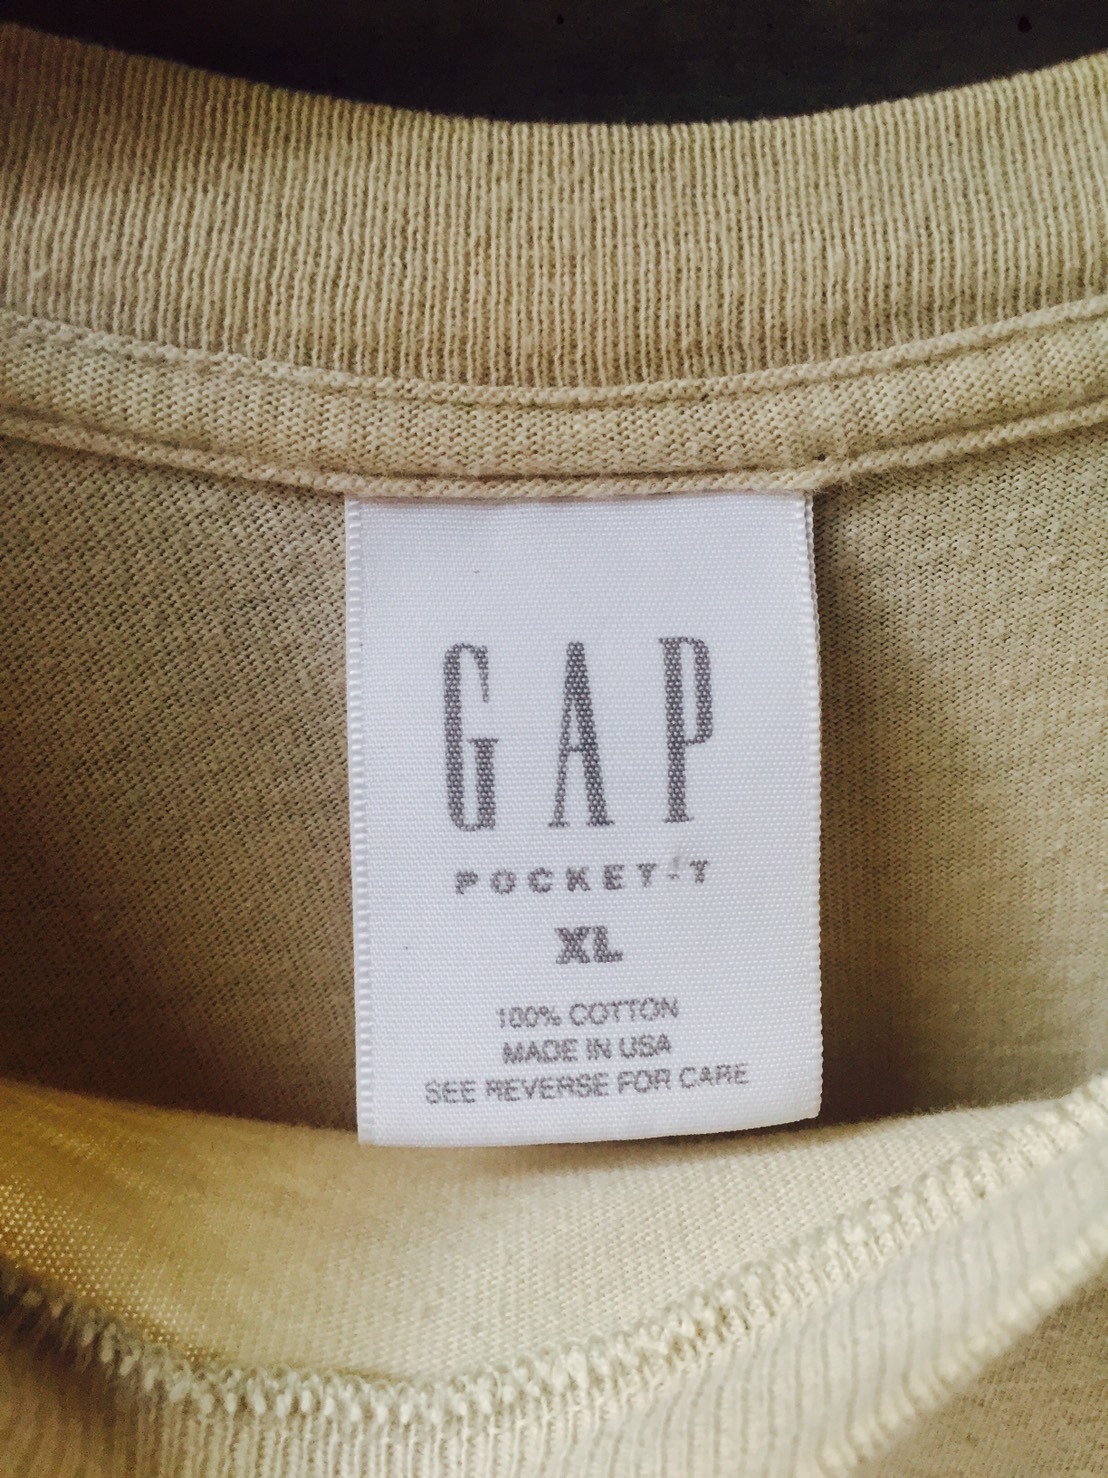 GAP
POCKET-T
XL
100% COTTON
MADE IN USA
SEE REVERSE FOR CARE